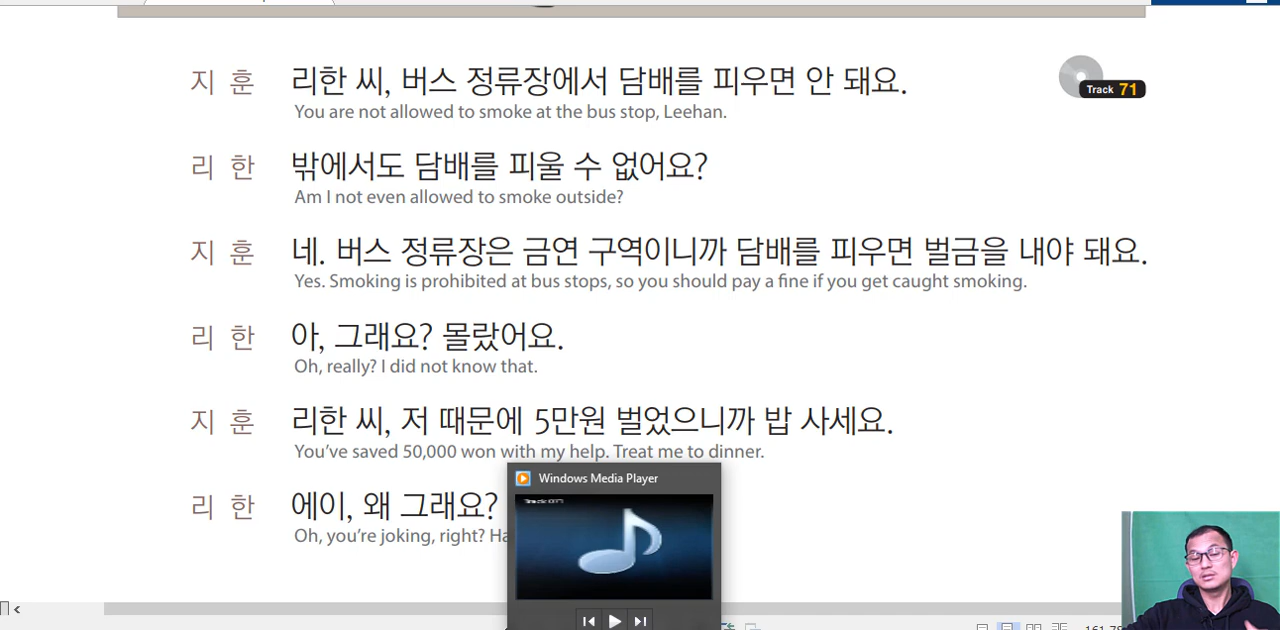 지 훈 리한 씨, 버스 정류장에서 담배를 피우면 안 돼요.
You are not allowed to smoke at the bus stop, Leehan.
Track 71
리 한 밖에서도 담배를 피울 수 없어요?
Am I not even allowed to smoke outside?
지 훈 네. 버스 정류장은 금연 구역이니까 담배를 피우면 벌금을 내야 돼요.
Yes. Smoking is prohibited at bus stops, so you should pay a fine if you get caught smoking.
리 한 아, 그래요? 몰랐어요.
Oh, really? I did not know that.
지 훈 리한 씨, 저 때문에 5만원 벌었으니까 밥 사세요.
You've saved 50,000 won with my help. Treat me to dinner.
리 한 에이, 왜 그래요?
Oh, you're joking, right? Ha
Windows Media Player